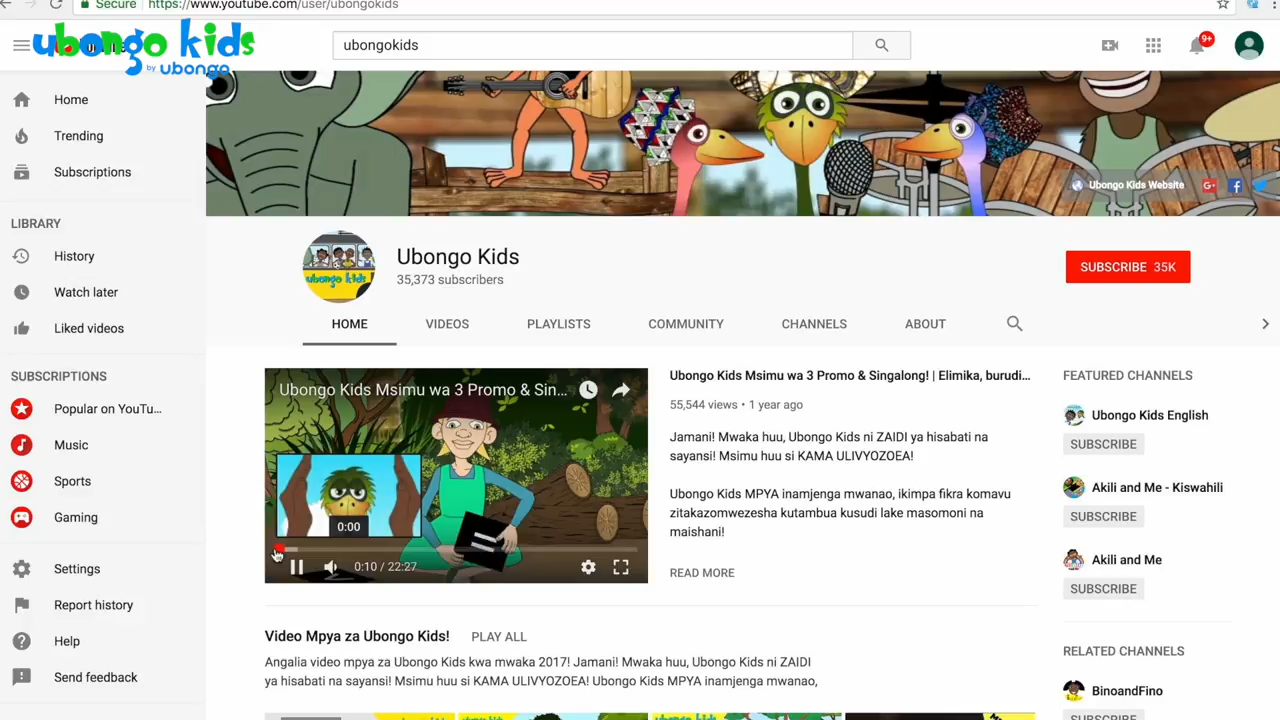 Secure
https://www.youtube.com/user/ubongokids
ubongo kids
by ubongo
ubongokids
9+
Home
Trending
Subscriptions
LIBRARY
History
Watch later
Liked videos
SUBSCRIPTIONS
Popular on YouTu...
Music
Sports
Gaming
Settings
Report history
Help
Send feedback
Ubongo Kids Website
ubongo kids
Ubongo Kids
35,373 subscribers
SUBSCRIBE 35K
HOME
VIDEOS
PLAYLISTS
COMMUNITY
CHANNELS
ABOUT
Ubongo Kids Msimu wa 3 Promo & Sin...
0:00
0:10 / 22:27
Ubongo Kids Msimu wa 3 Promo & Singalong! | Elimika, burudi...
55,544 views • 1 year ago
Jamani! Mwaka huu, Ubongo Kids ni ZAIDI ya hisabati na
sayansi! Msimu huu si KAMA ULIVYOZOEA!
Ubongo Kids MPYA inamjenga mwanao, ikimpa fikra komavu
zitakazomwezesha kutambua kusudi lake masomoni na
maishani!
READ MORE
Video Mpya za Ubongo Kids!
PLAY ALL
Angalia video mpya za Ubongo Kids kwa mwaka 2017! Jamani! Mwaka huu, Ubongo Kids ni ZAIDI
ya hisabati na sayansi! Msimu huu si KAMA ULIVYOZOEA! Ubongo Kids MPYA inamjenga mwanao,
FEATURED CHANNELS
Ubongo Kids English
SUBSCRIBE
Akili and Me - Kiswahili
SUBSCRIBE
Akili and Me
SUBSCRIBE
RELATED CHANNELS
BinoandFino
SUBSCRIBE